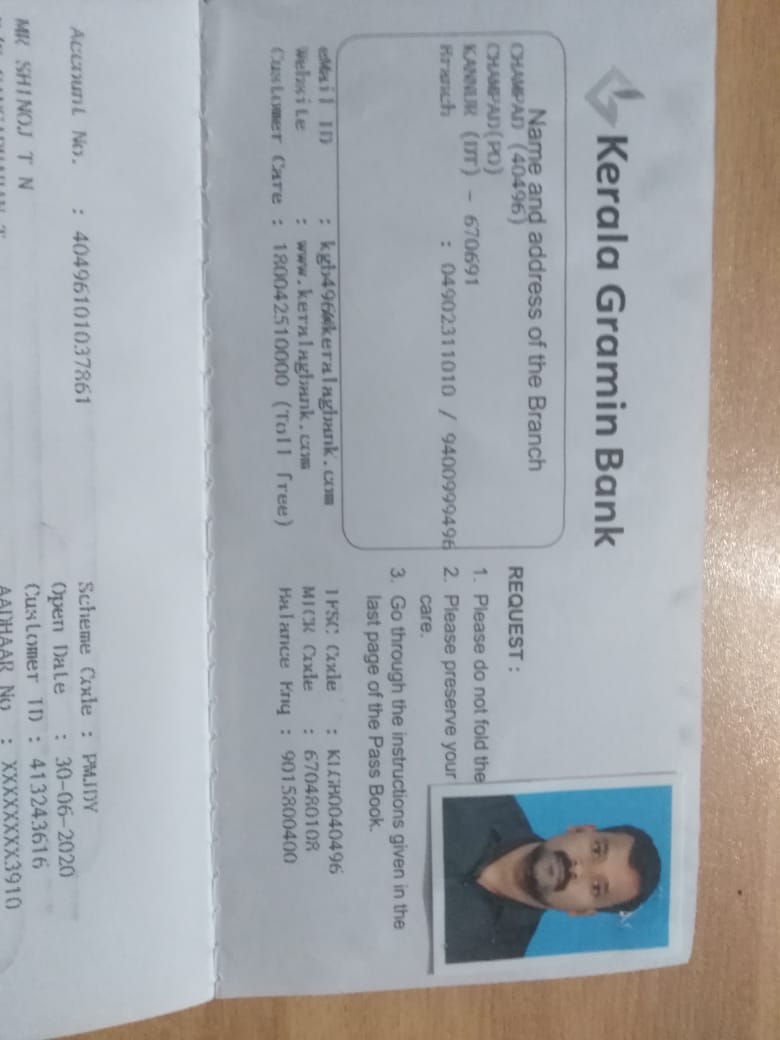 Kerala Gramin Bank
Name and address of the Branch
CHAMPAD (40496)
CHAMPAD(PO)
KANNUR (DT) - 670691
Branch : 04902311010 / 9400999496
eMail ID : kgb496@keralagbank.com
Website : www.keralagbank.com
Customer Care : 180042510000 (Toll free)
REQUEST :
1. Please do not fold the
2. Please preserve your
care.
3. Go through the instructions given in the
last page of the Pass Book.
IFSC Code : KLGB0040496
MICR Code : 670480108
Balance Enq : 9015800400
Account No. : 40496101037861
MR SHINOJ T N
Scheme Code : PMJDY
Open Date : 30-06-2020
Customer ID : 413243616
AADHAAR No : XXXXXXXX3910